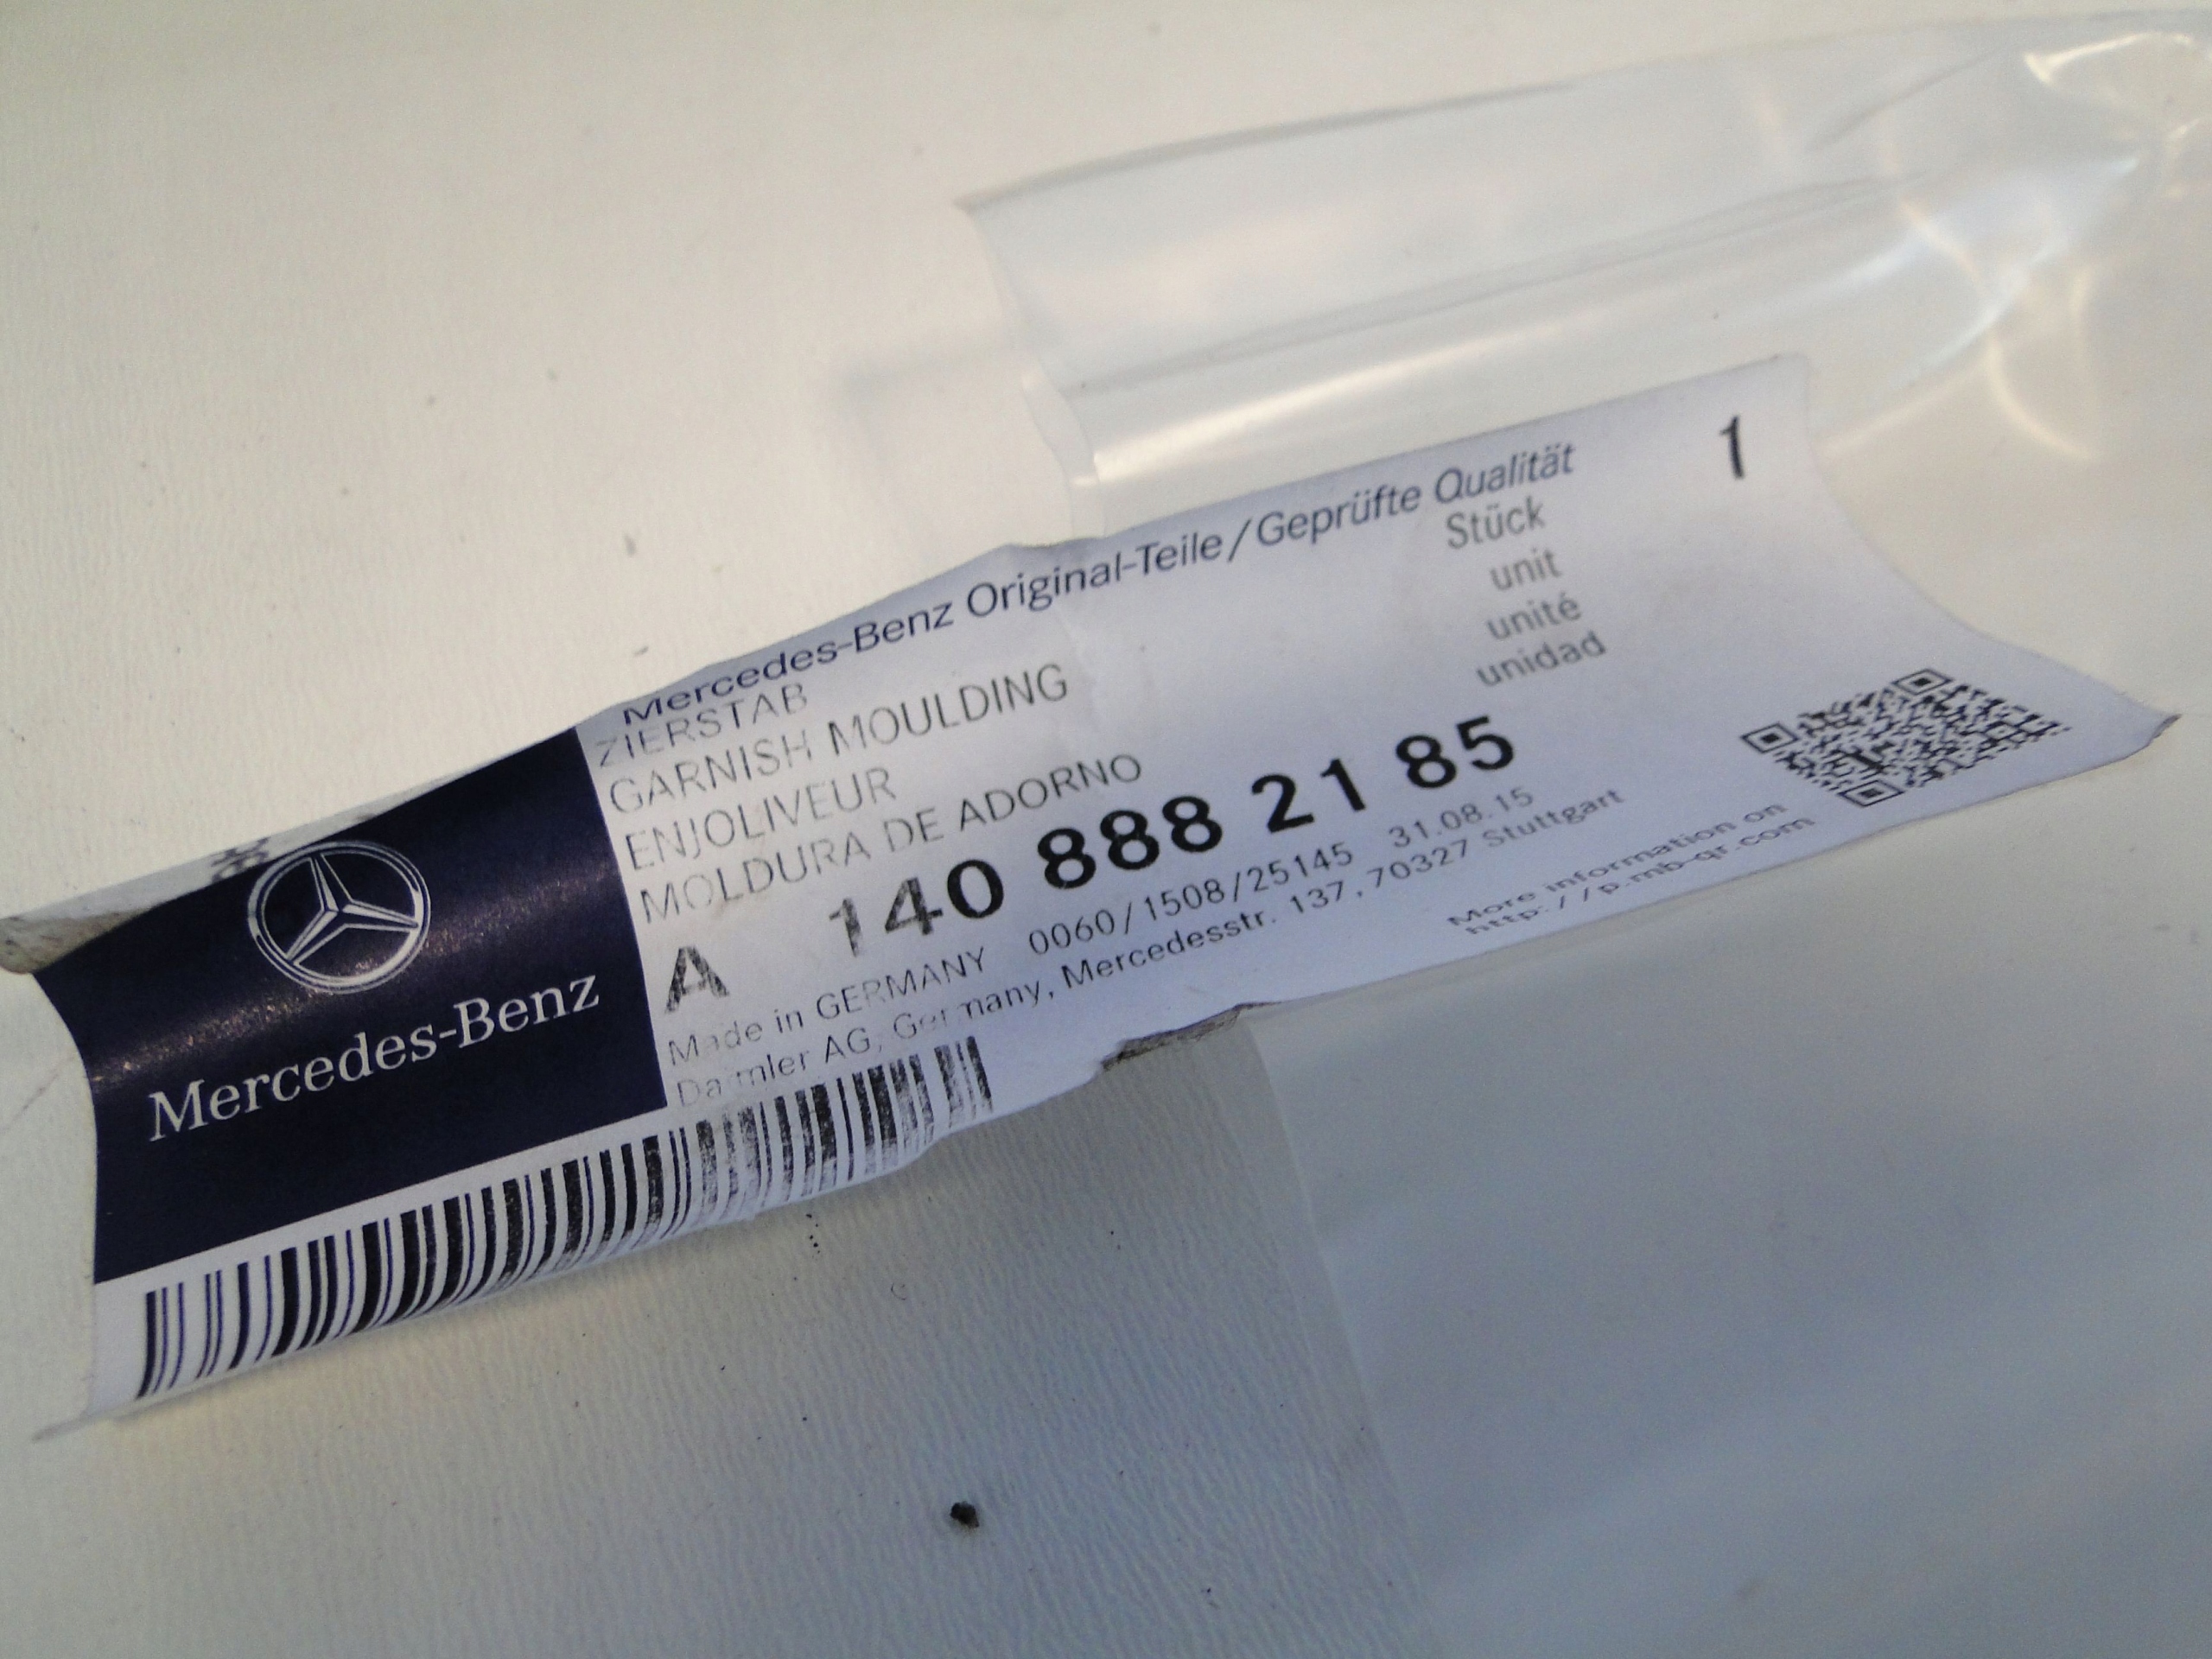 Mercedes-Benz Original-Teile/Geprüfte Qualität
1
ZIERSTAB
Stück
GARNISH MOULDING
unit
ENJOLIVEUR
unité
MOLDURA DE ADORNO
unidad
A 140 888 21 85
Made in GERMANY 0060/1508/25145 31.08.15
Daimler AG, Germany, Mercedesstr. 137, 70327 Stuttgart
More information on
http://p.mb-qr.com
Mercedes-Benz